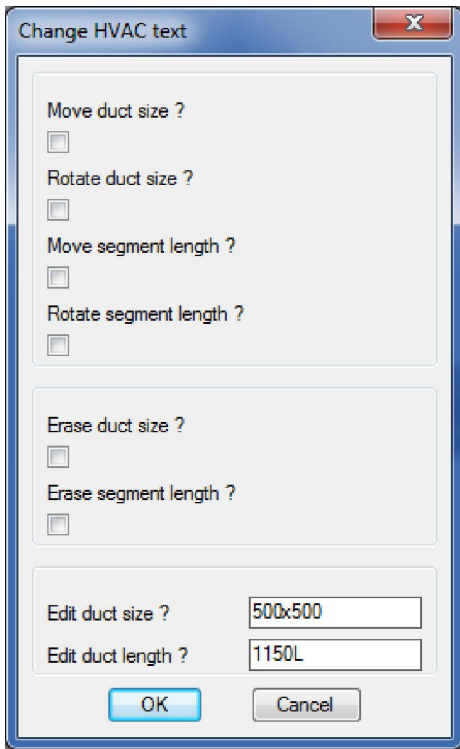 Change HVAC text
Move duct size ?
Rotate duct size ?
Move segment length ?
Rotate segment length ?
Erase duct size ?
Erase segment length ?
Edit duct size ? 500x500
Edit duct length ? 1150L
OK Cancel